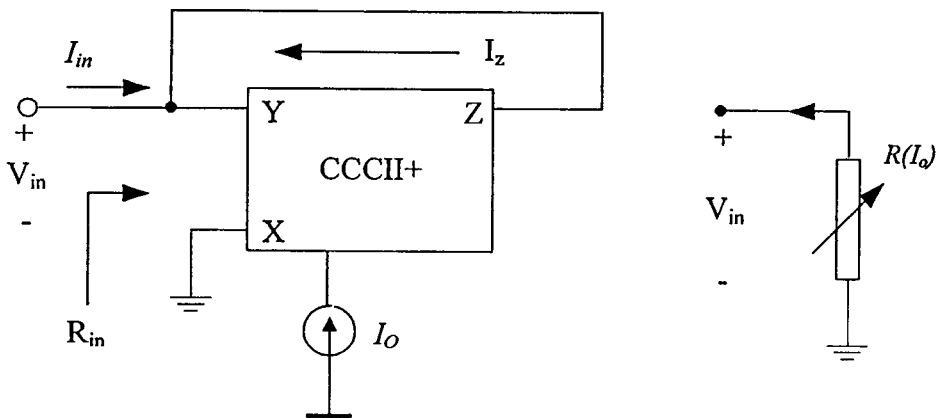 I_in
I_z
+
Y
Z
V_in
CCCII+
-
X
R_in
I_O
+
R(I_o)
V_in
-